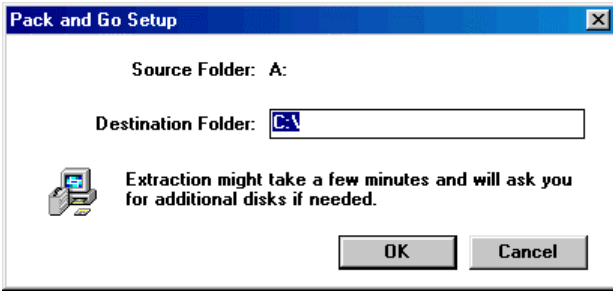 Pack and Go Setup
Source Folder: A:
Destination Folder: C:\
Extraction might take a few minutes and will ask you
for additional disks if needed.
OK Cancel